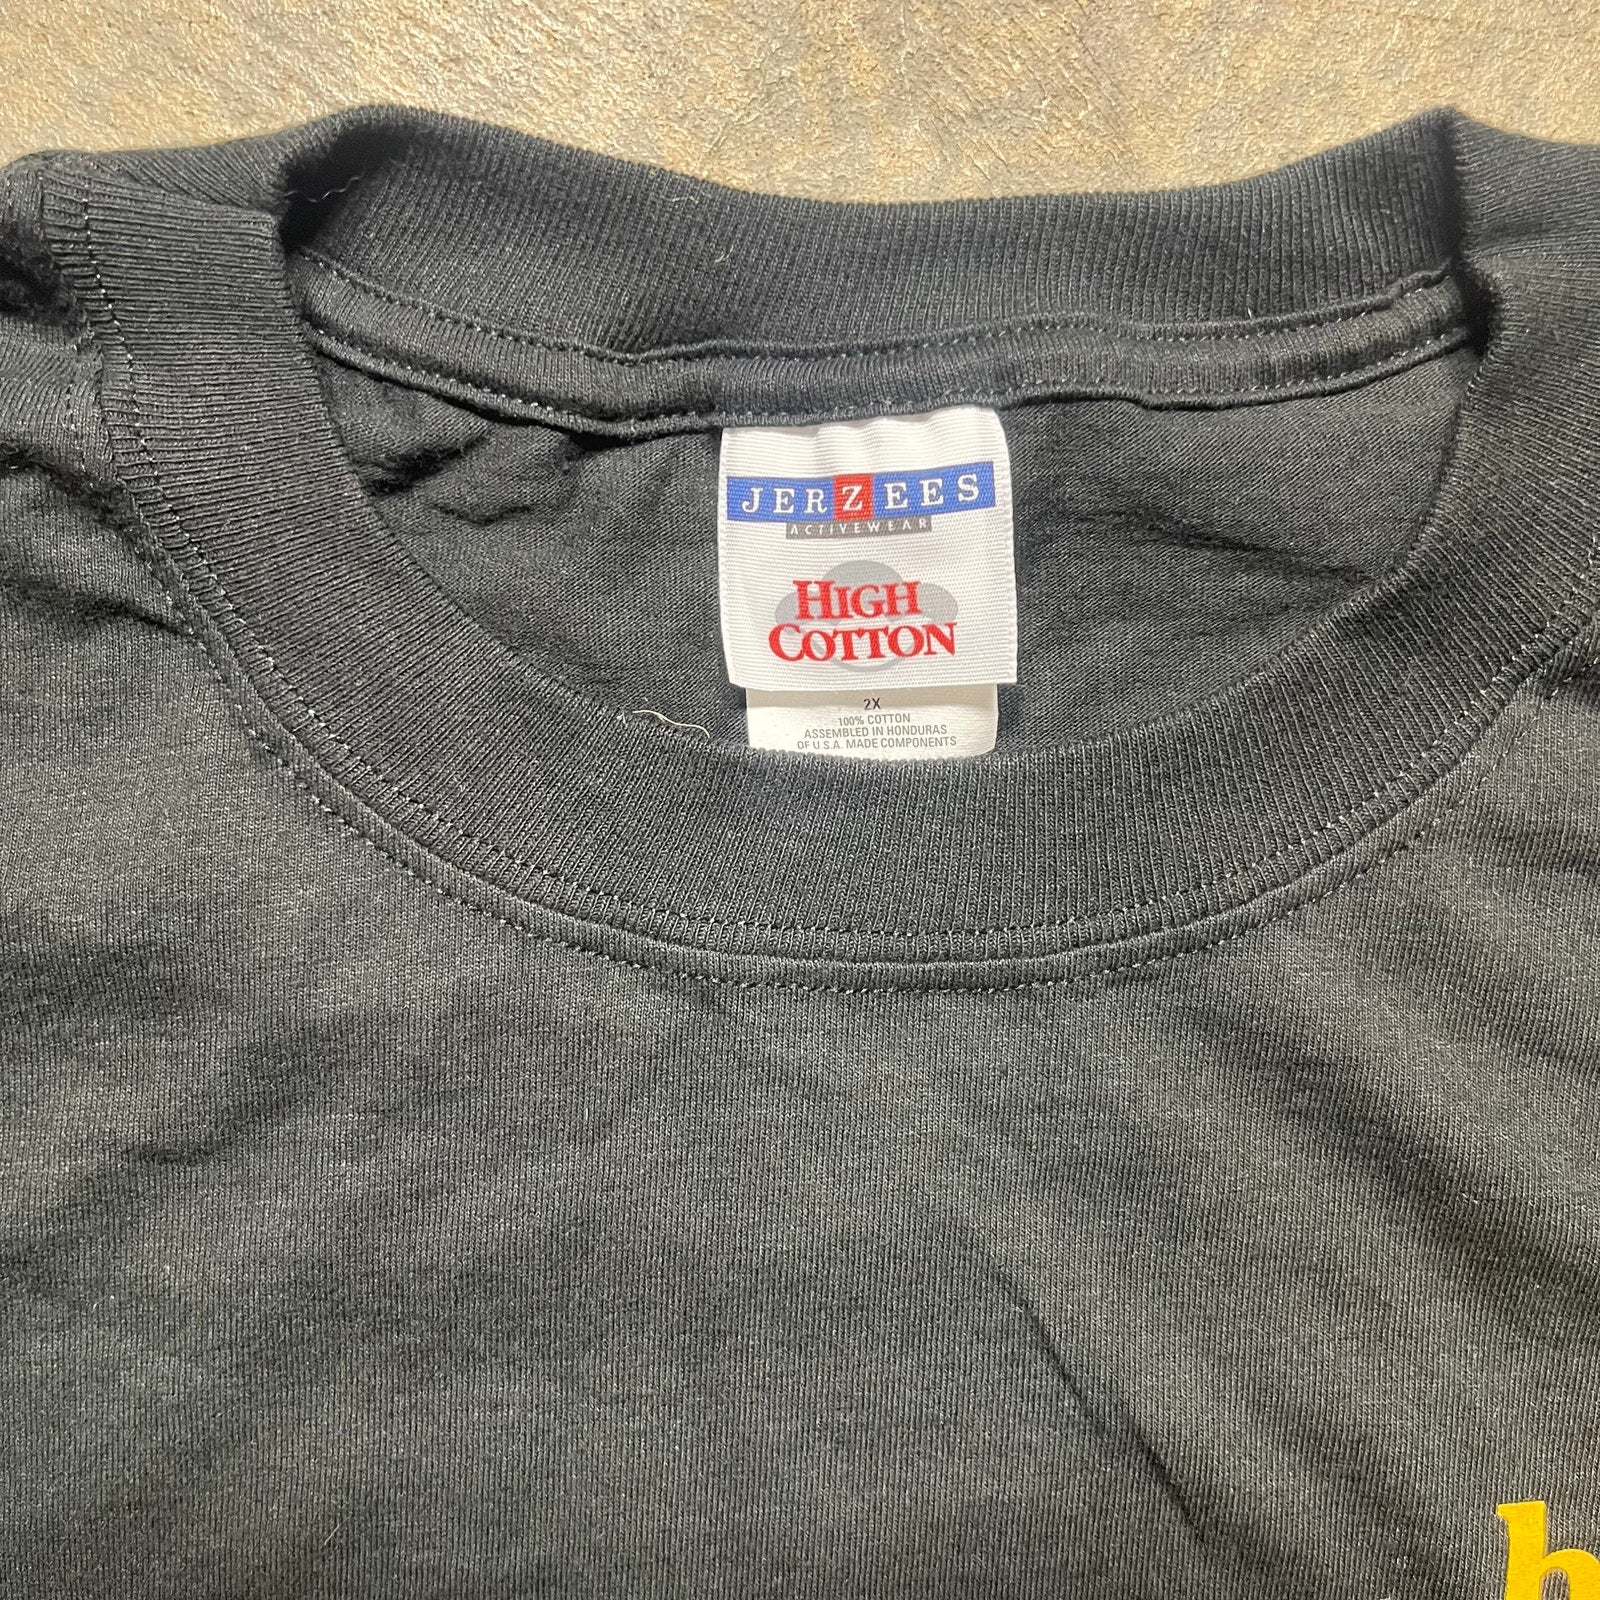 JERZEES
ACTIVEWEAR
HIGH
COTTON
2X
100% COTTON
ASSEMBLED IN HONDURAS
OF U.S.A. MADE COMPONENTS
h